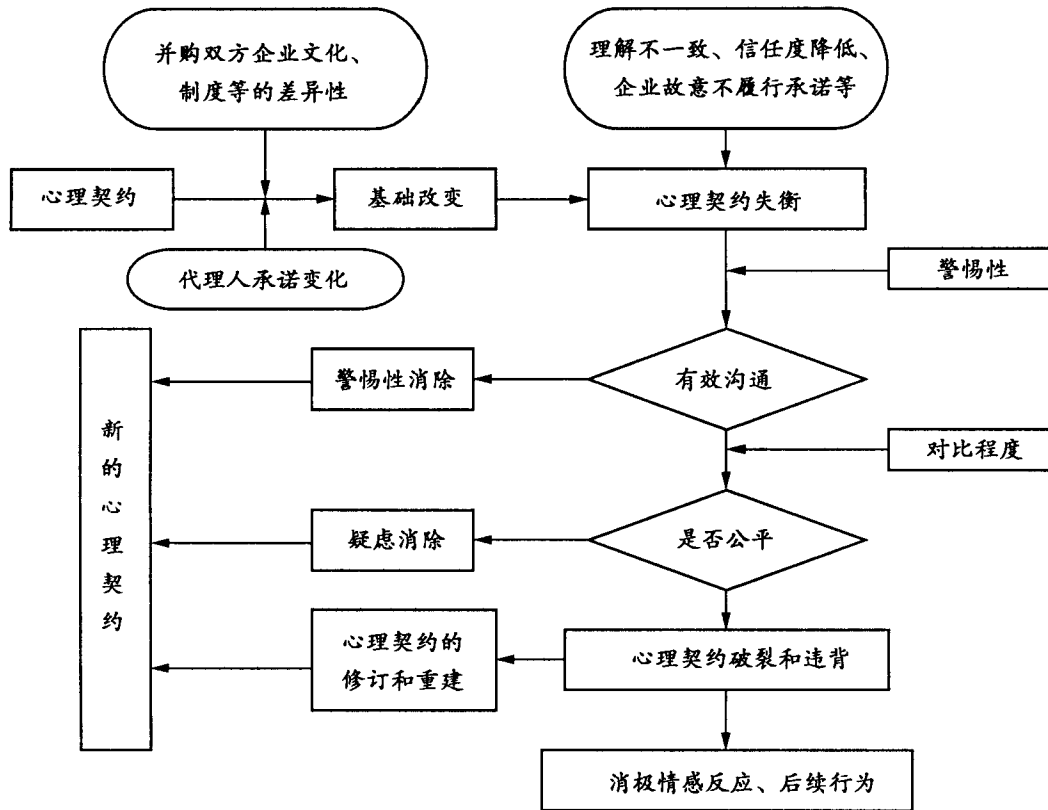 并购双方企业文化、
制度等的差异性
理解不一致、信任度降低、
企业故意不履行承诺等
心理契约
基础改变
心理契约失衡
代理人承诺变化
警惕性
警惕性消除
有效沟通
新的心理契约
对比程度
疑虑消除
是否公平
心理契约的
修订和重建
心理契约破裂和违背
消极情感反应、后续行为